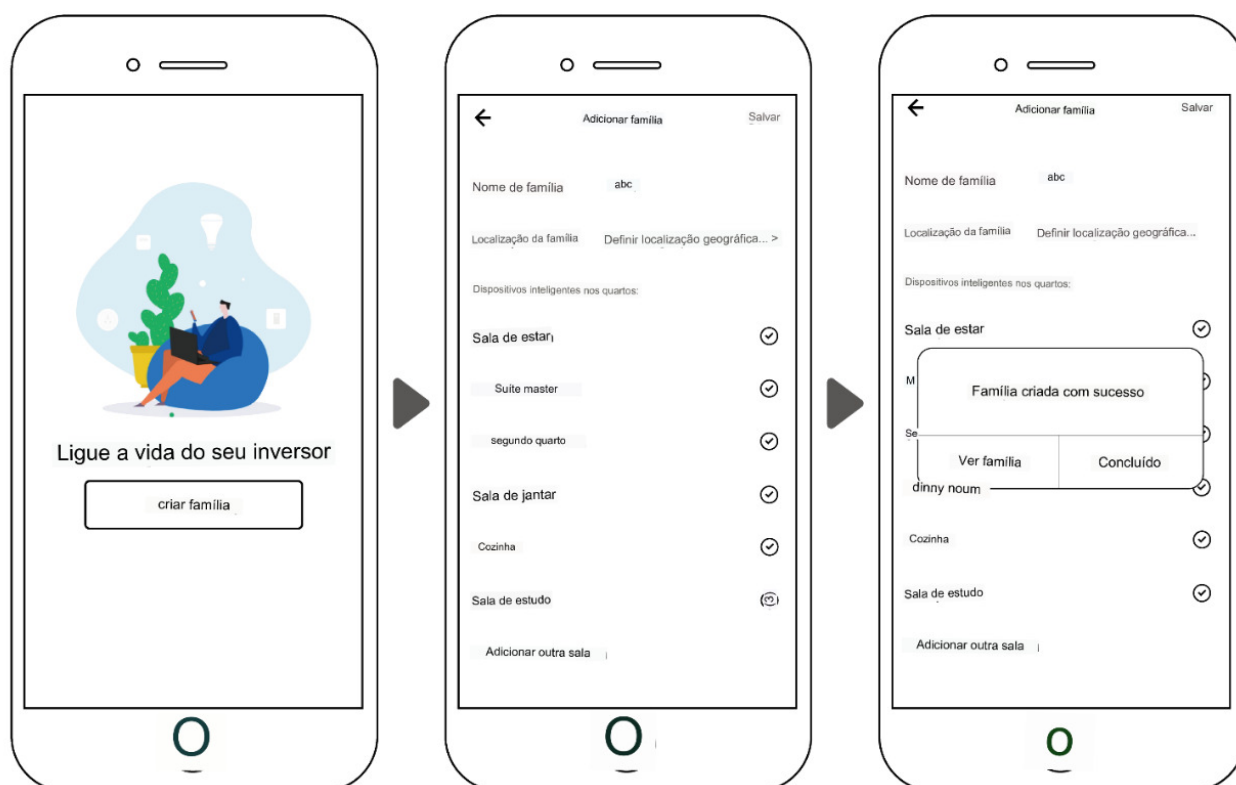 Ligue a vida do seu inversor
criar família
Adicionar família Salvar
Nome de família abc
Localização da família Definir localização geográfica... >
Dispositivos inteligentes nos quartos:
Sala de estar
Suite master
segundo quarto
Sala de jantar
Cozinha
Sala de estudo
Adicionar outra sala
Adicionar família Salvar
Nome de família abc
Localização da família Definir localização geográfica...
Dispositivos inteligentes nos quartos:
Sala de estar
M
Família criada com sucesso
Se
Ver família Concluído
dinny noum
Cozinha
Sala de estudo
Adicionar outra sala